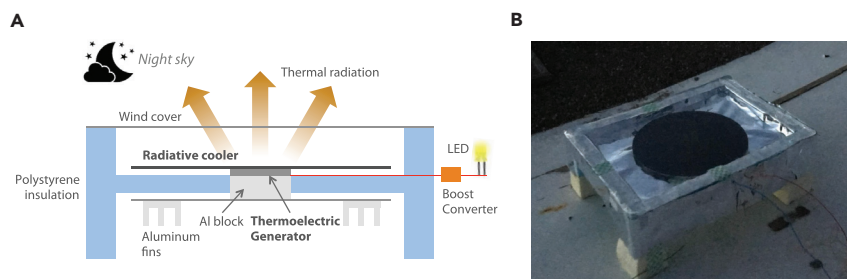 A
B
Night sky
Thermal radiation
Wind cover
Radiative cooler
LED
Polystyrene
insulation
Boost
Converter
Al block
Thermoelectric
Generator
Aluminum
fins